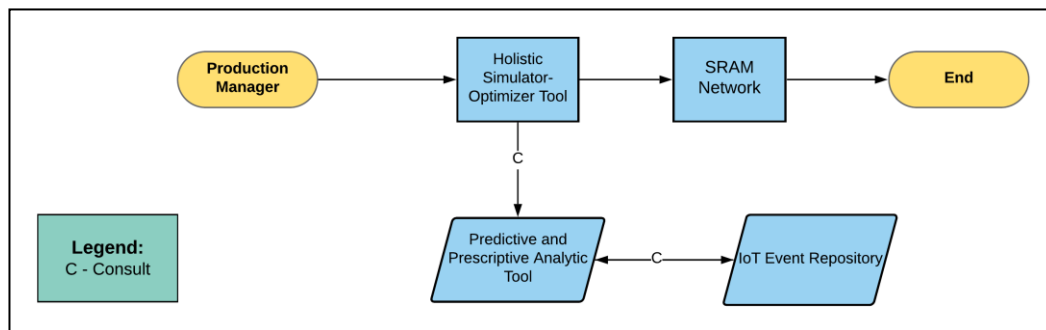 Production
Manager
Holistic
Simulator-
Optimizer Tool
SRAM
Network
End
C
Legend:
C - Consult
Predictive and
Prescriptive Analytic
Tool
C
IoT Event Repository